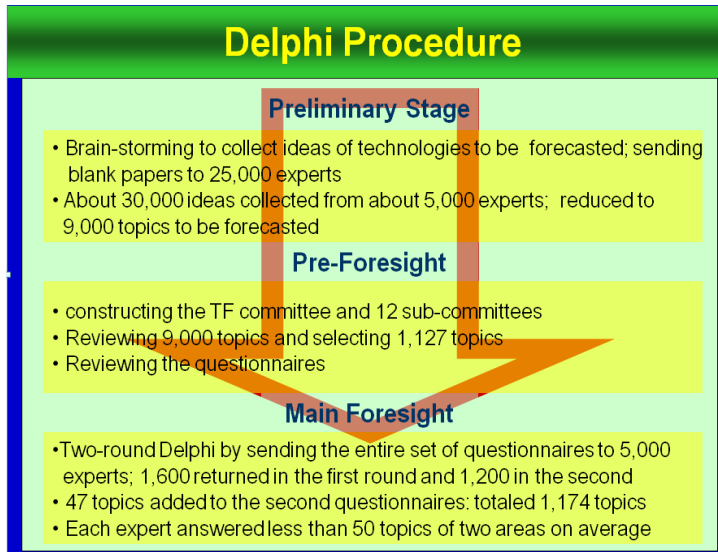 Delphi Procedure
Preliminary Stage
• Brain-storming to collect ideas of technologies to be forecasted; sending
blank papers to 25,000 experts
• About 30,000 ideas collected from about 5,000 experts; reduced to
9,000 topics to be forecasted
Pre-Foresight
• constructing the TF committee and 12 sub-committees
• Reviewing 9,000 topics and selecting 1,127 topics
• Reviewing the questionnaires
Main Foresight
•Two-round Delphi by sending the entire set of questionnaires to 5,000
experts; 1,600 returned in the first round and 1,200 in the second
• 47 topics added to the second questionnaires: totaled 1,174 topics
• Each expert answered less than 50 topics of two areas on average